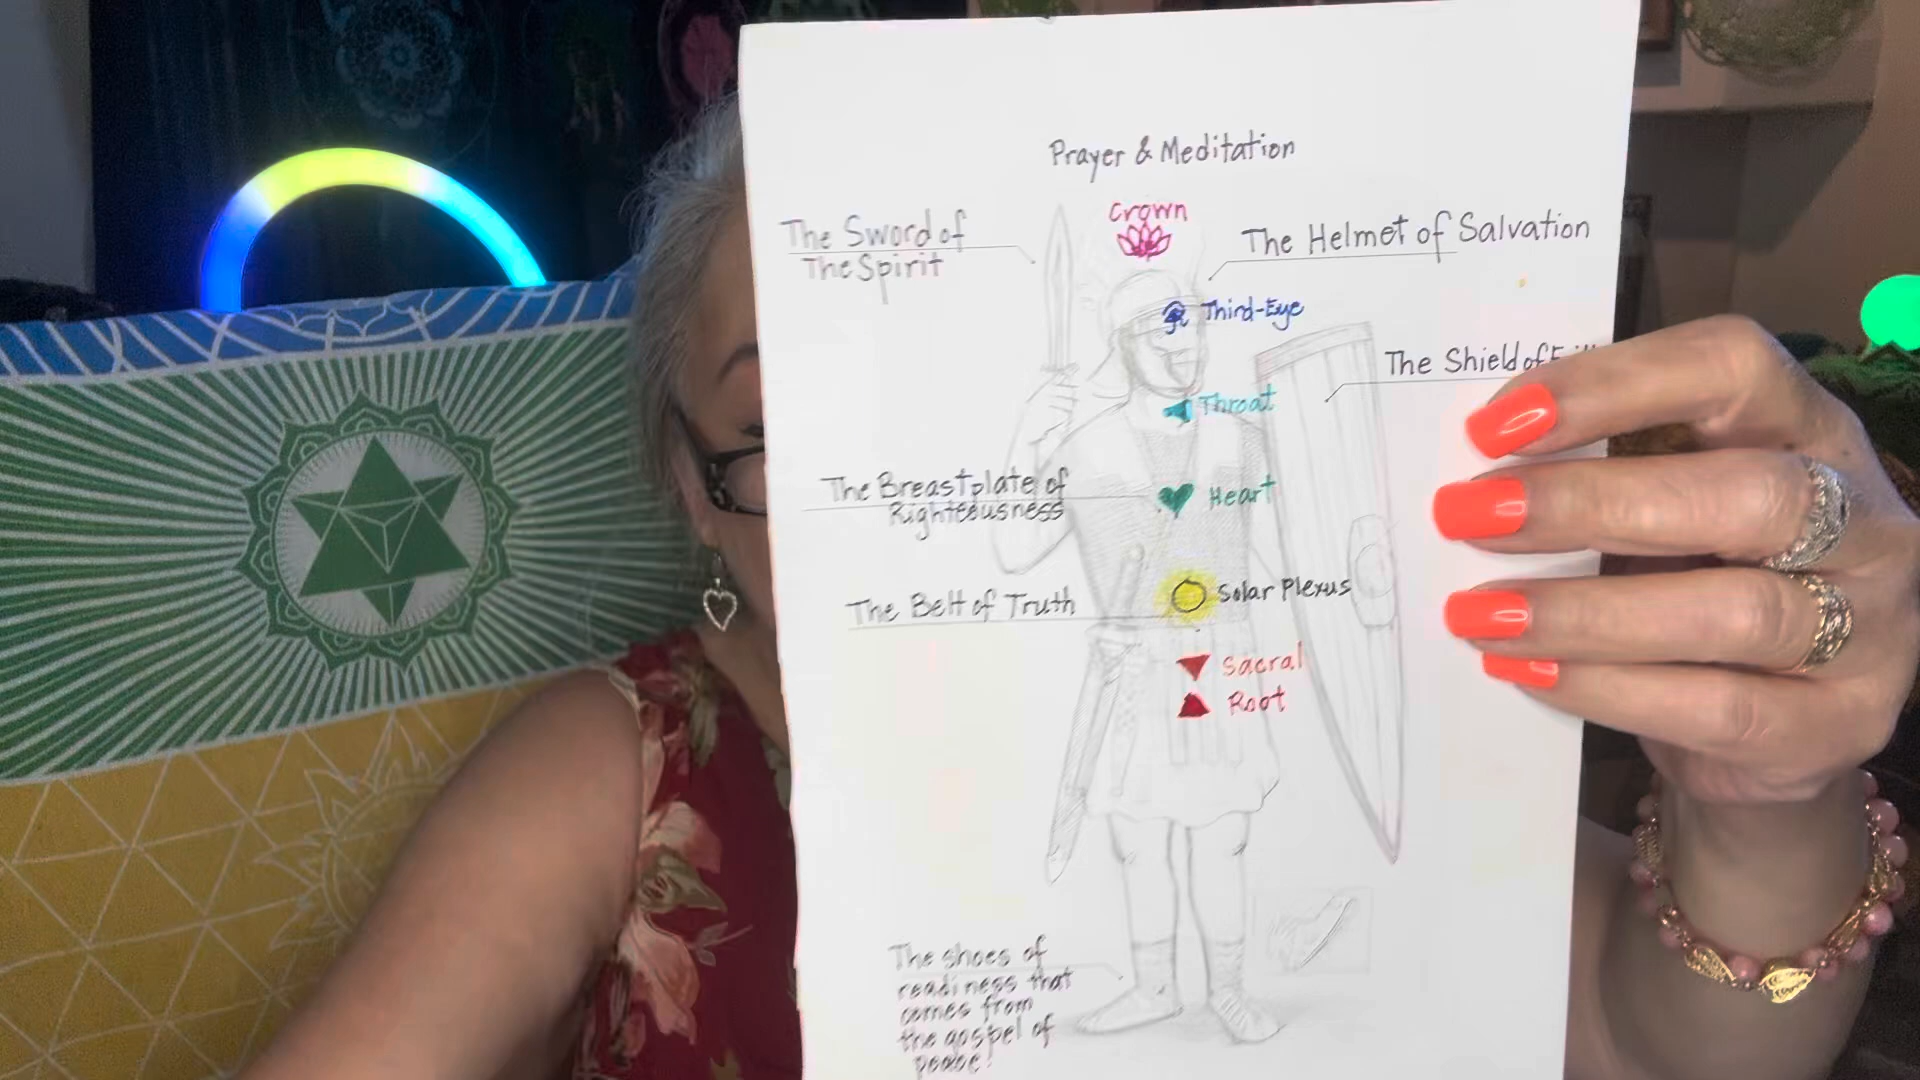 Prayer & Meditation
Crown
The Sword of
The Spirit
The Helmet of Salvation
Third-Eye
The Shield of
Throat
The Breastplate of
Righteousness
Heart
The Belt of Truth
Solar Plexus
Sacral
Root
The shoes of
readiness that
comes from
the gospel of
peace.